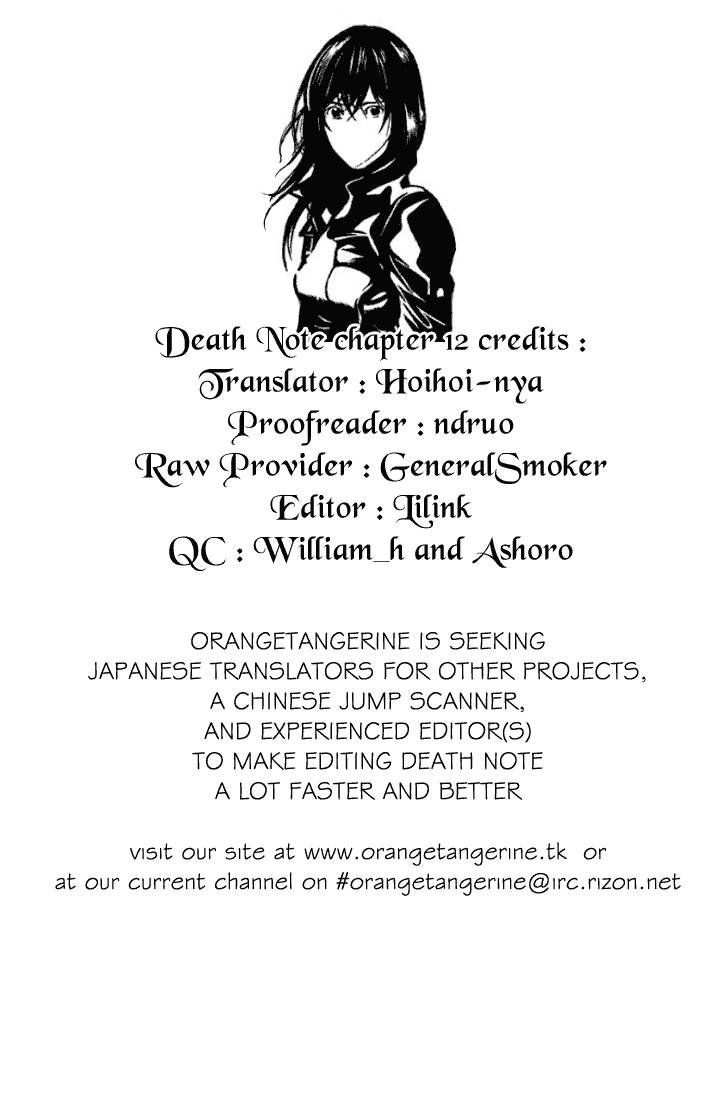 Death Note chapter 12 credits :
Translator : Hoihoi-nya
Proofreader : ndruo
Raw Provider : GeneralSmoker
Editor : Lilink
QC : William_h and Ashoro
ORANGETANGERINE IS SEEKING
JAPANESE TRANSLATORS FOR OTHER PROJECTS,
A CHINESE JUMP SCANNER,
AND EXPERIENCED EDITOR(S)
TO MAKE EDITING DEATH NOTE
A LOT FASTER AND BETTER
visit our site at www.orangetangerine.tk or
at our current channel on #orangetangerine@irc.rizon.net